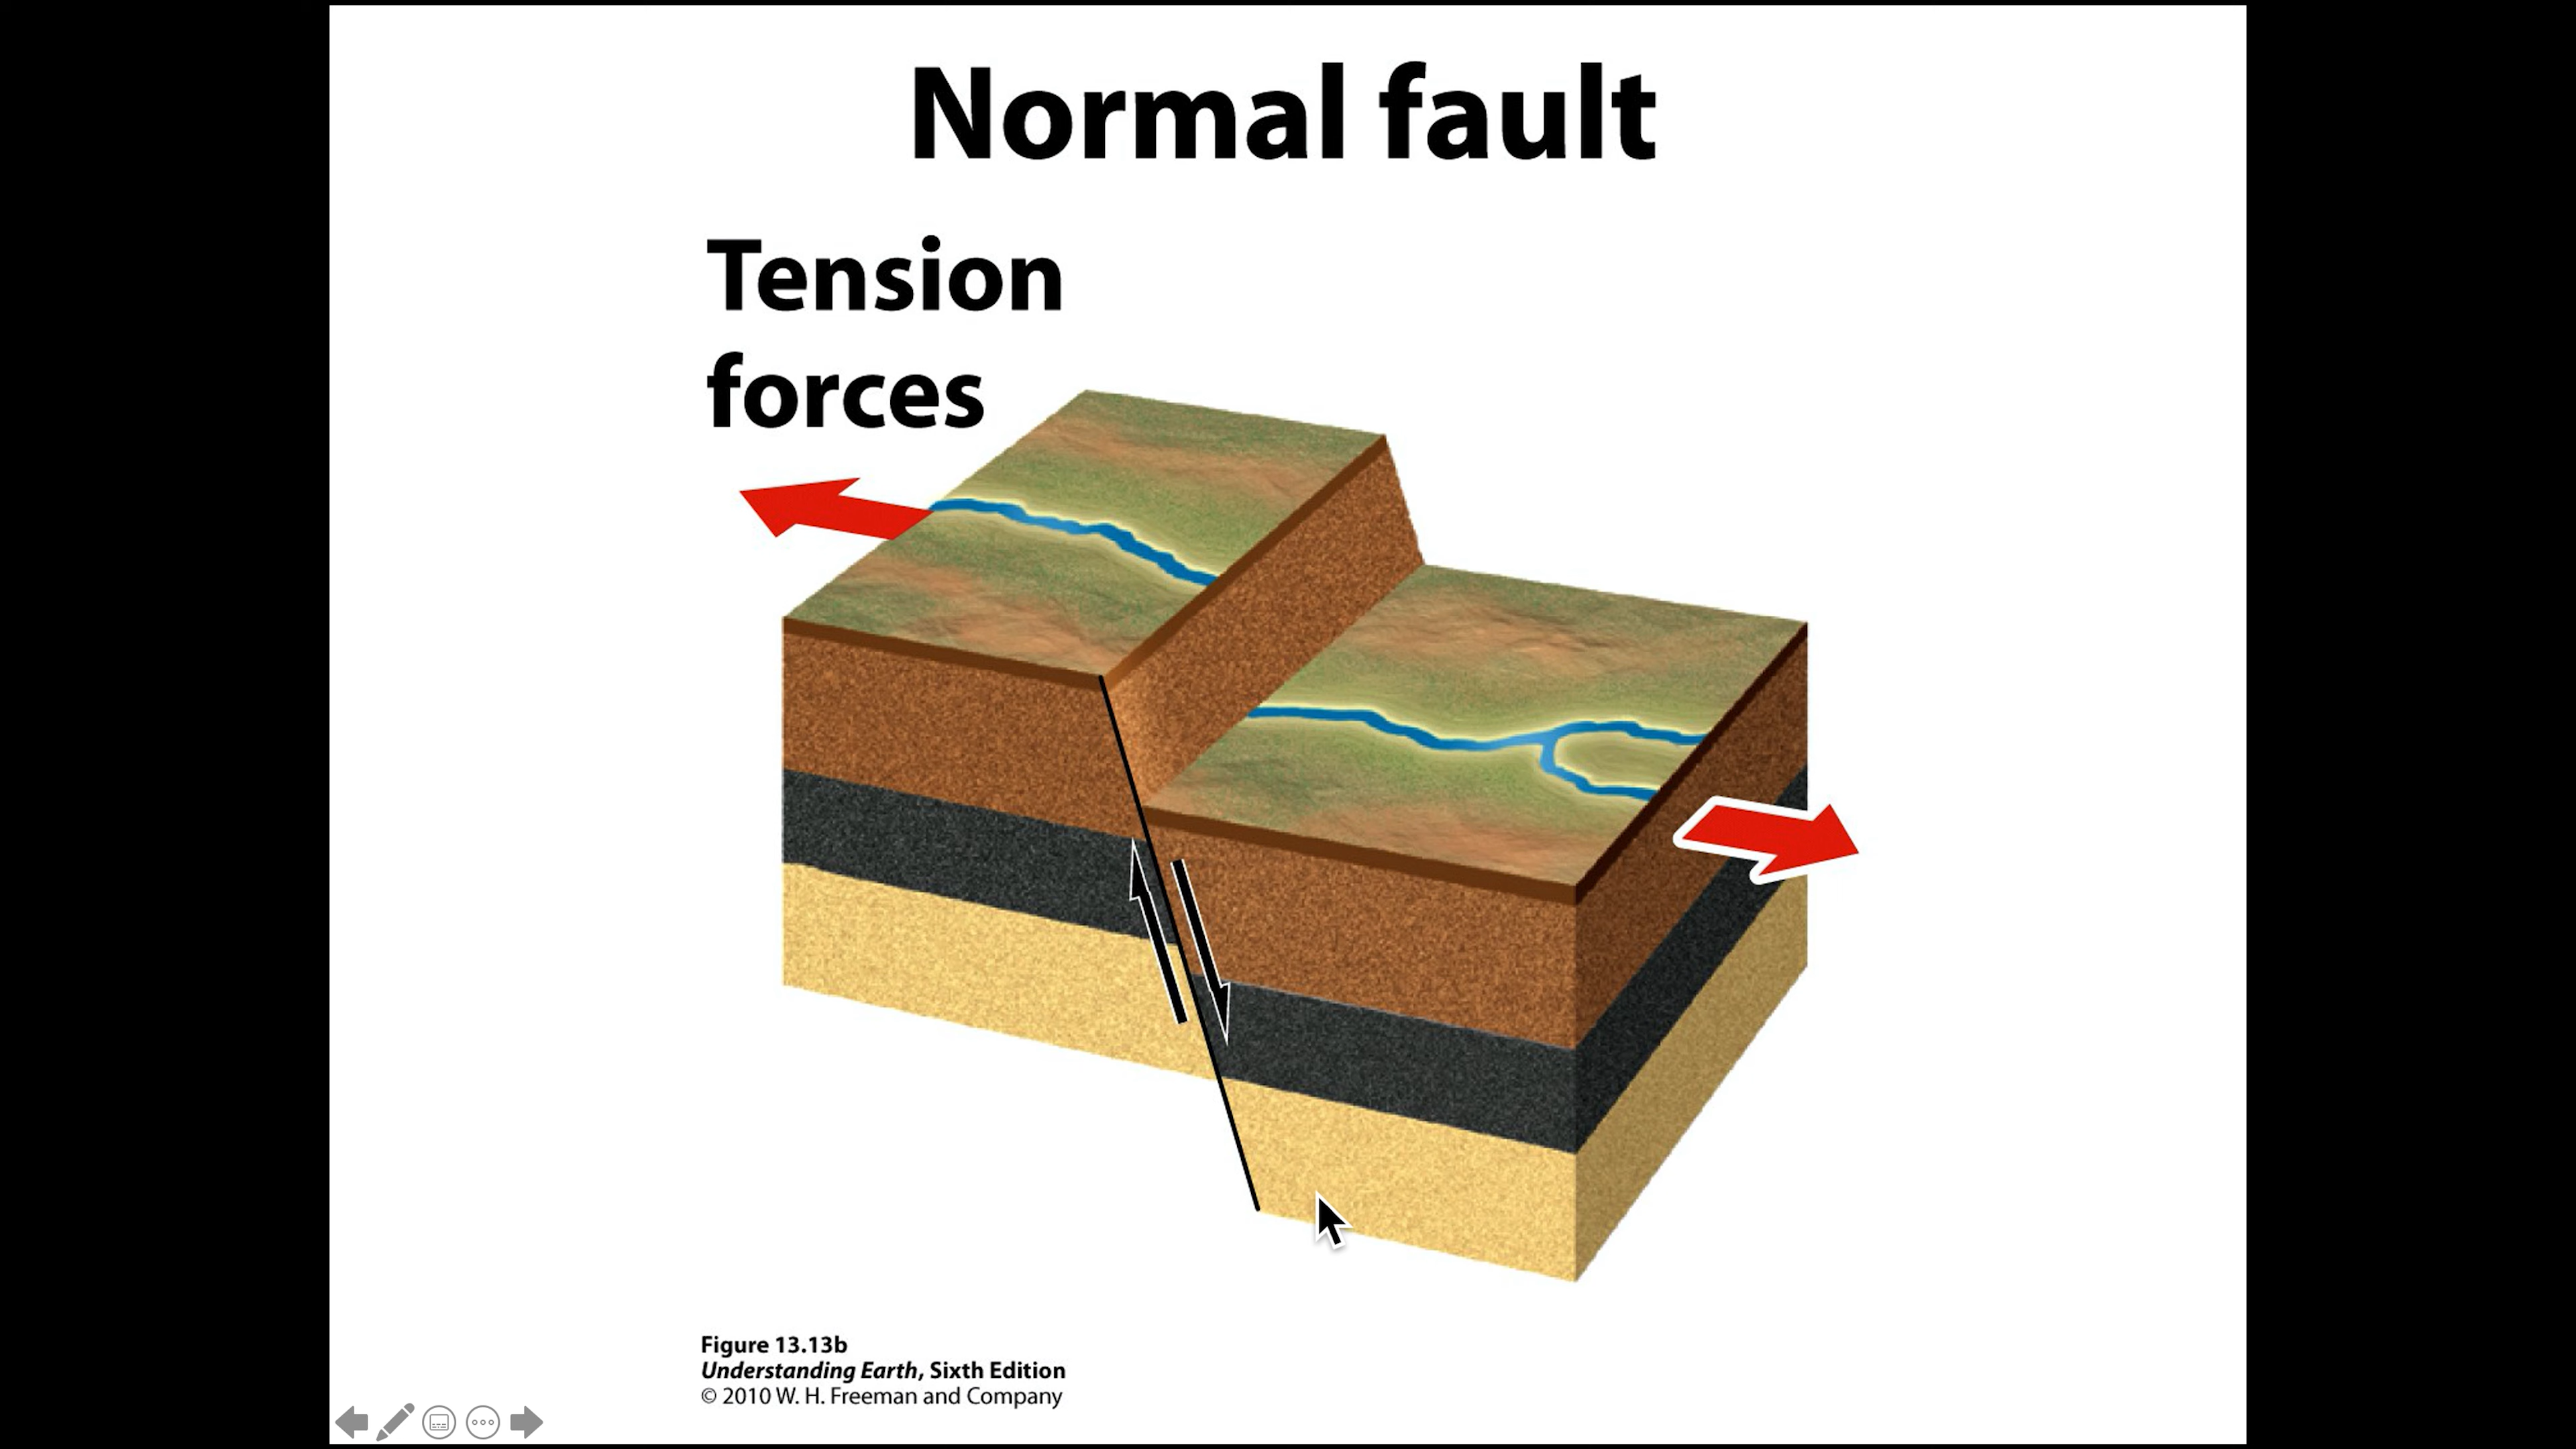 Normal fault
Tension
forces
Figure 13.13b
Understanding Earth, Sixth Edition
© 2010 W. H. Freeman and Company